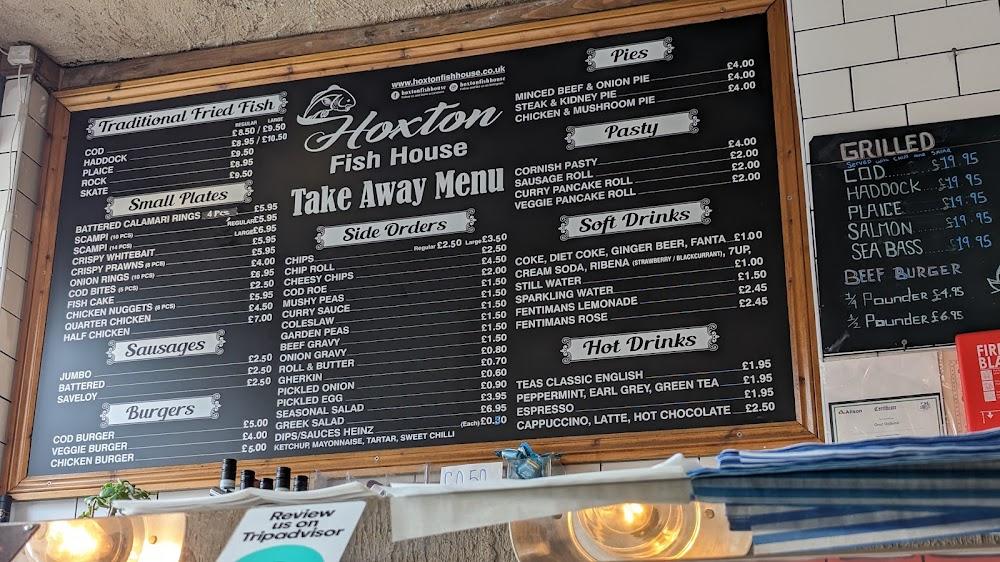 Traditional Fried Fish
REGULAR LARGE
COD £8.50 / £9.50
HADDOCK £8.95 / £10.50
PLAICE £9.50
ROCK £8.95
SKATE £9.50
Small Plates
BATTERED CALAMARI RINGS 4 Pcs £5.95
SCAMPI (10 PCS) REGULAR £5.95
SCAMPI (14 PCS) LARGE £6.95
CRISPY WHITEBAIT £5.95
CRISPY PRAWNS (6 PCS) £5.95
ONION RINGS (10 PCS) £4.00
COD BITES (5 PCS) £6.95
FISH CAKE £2.50
CHICKEN NUGGETS (8 PCS) £5.95
QUARTER CHICKEN £4.50
HALF CHICKEN £7.00
Sausages
JUMBO £2.50
BATTERED £2.50
SAVELOY £2.50
Burgers
COD BURGER £5.00
VEGGIE BURGER £4.00
CHICKEN BURGER £5.00
www.hoxtonfishhouse.co.uk
hoxtonfishhouse hoxtonfishhouse
Hoxton
Fish House
Take Away Menu
Side Orders
CHIPS Regular £2.50 Large £3.50
CHIP ROLL £2.50
CHEESY CHIPS £4.50
COD ROE £2.00
MUSHY PEAS £1.50
CURRY SAUCE £1.50
COLESLAW £1.50
GARDEN PEAS £1.50
BEEF GRAVY £1.50
ONION GRAVY £1.50
ROLL & BUTTER £0.80
GHERKIN £0.70
PICKLED ONION £0.60
PICKLED EGG £0.90
SEASONAL SALAD £3.95
GREEK SALAD £6.95
DIPS/SAUCES HEINZ (Each) £0.30
KETCHUP, MAYONNAISE, TARTAR, SWEET CHILLI
Pies
MINCED BEEF & ONION PIE £4.00
STEAK & KIDNEY PIE £4.00
CHICKEN & MUSHROOM PIE £4.00
Pasty
CORNISH PASTY £4.00
SAUSAGE ROLL £2.00
CURRY PANCAKE ROLL £2.00
VEGGIE PANCAKE ROLL £2.00
Soft Drinks
COKE, DIET COKE, GINGER BEER, FANTA £1.00
CREAM SODA, RIBENA (STRAWBERRY / BLACKCURRANT), 7UP,
STILL WATER £1.00
SPARKLING WATER £1.50
FENTIMANS LEMONADE £2.45
FENTIMANS ROSE £2.45
Hot Drinks
TEAS CLASSIC ENGLISH £1.95
PEPPERMINT, EARL GREY, GREEN TEA £1.95
ESPRESSO £1.95
CAPPUCCINO, LATTE, HOT CHOCOLATE £2.50
GRILLED
SERVED WITH CHIPS AND SALAD
COD £19.95
HADDOCK £19.95
PLAICE £19.95
SALMON £19.95
SEA BASS £19.95
BEEF BURGER
1/4 POUNDER £4.95
1/2 POUNDER £6.95
FIRE
BLA
Alison
Certificate
£0.50
Review
us on
Tripadvisor